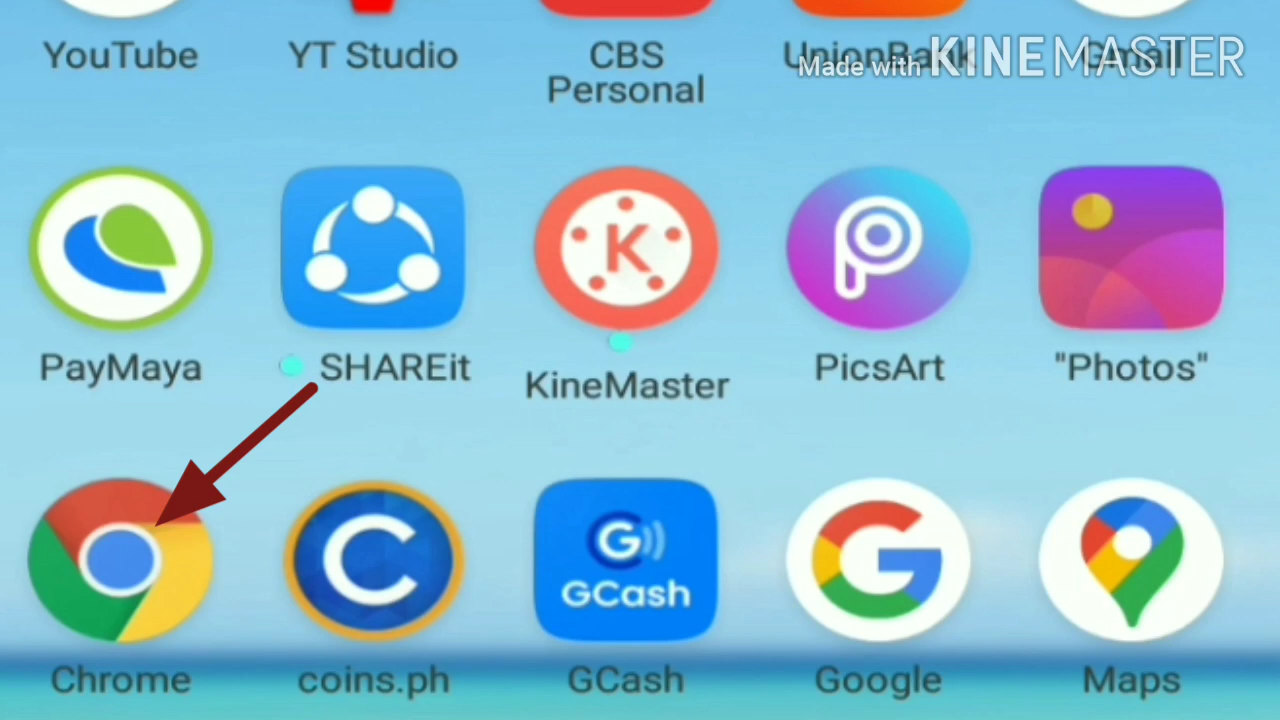 YouTube
YT Studio
CBS
Personal
UnionBank
Gmail
Made with KINEMASTER
PayMaya
SHAREit
K
KineMaster
PicsArt
"Photos"
Chrome
C
coins.ph
G
GCash
GCash
G
Google
Maps